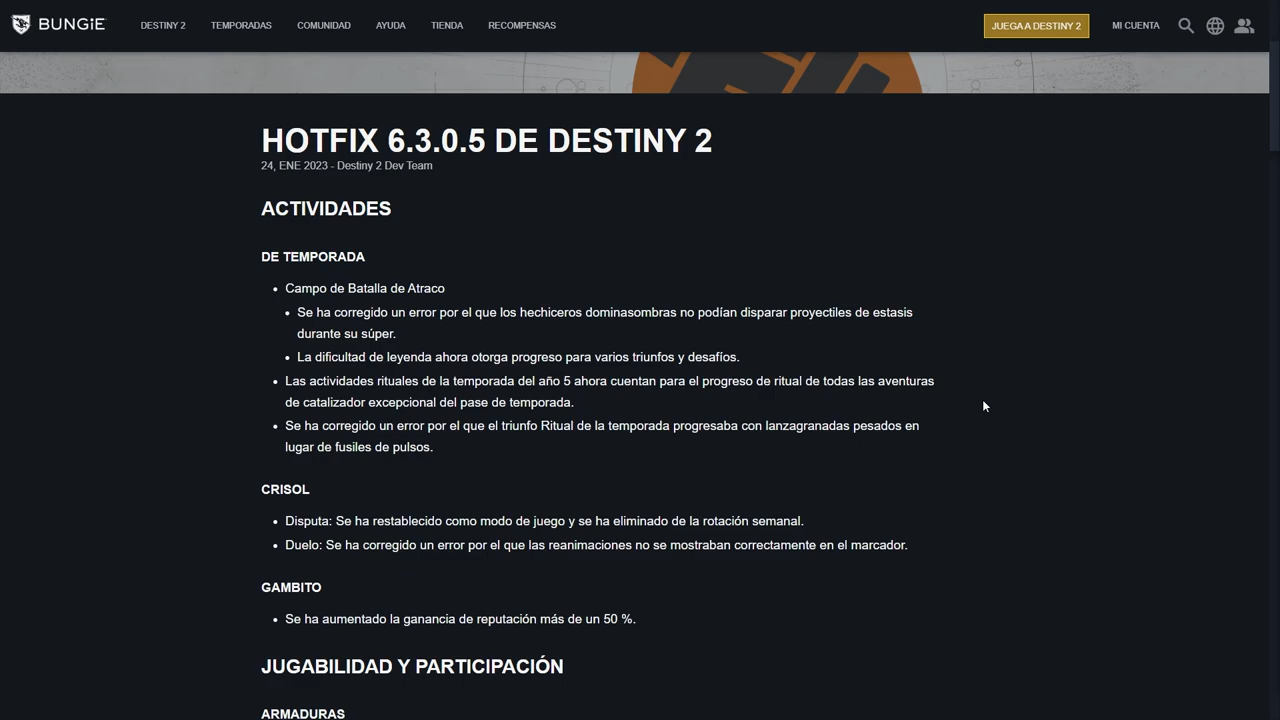 BUNGiE
DESTINY 2
TEMPORADAS
COMUNIDAD
AYUDA
TIENDA
RECOMPENSAS
JUEGA A DESTINY 2
MI CUENTA
HOTFIX 6.3.0.5 DE DESTINY 2
24, ENE 2023 - Destiny 2 Dev Team
ACTIVIDADES
DE TEMPORADA
• Campo de Batalla de Atraco
• Se ha corregido un error por el que los hechiceros dominasombras no podían disparar proyectiles de estasis
durante su súper.
• La dificultad de leyenda ahora otorga progreso para varios triunfos y desafíos.
• Las actividades rituales de la temporada del año 5 ahora cuentan para el progreso de ritual de todas las aventuras
de catalizador excepcional del pase de temporada.
• Se ha corregido un error por el que el triunfo Ritual de la temporada progresaba con lanzagranadas pesados en
lugar de fusiles de pulsos.
CRISOL
• Disputa: Se ha restablecido como modo de juego y se ha eliminado de la rotación semanal.
• Duelo: Se ha corregido un error por el que las reanimaciones no se mostraban correctamente en el marcador.
GAMBITO
• Se ha aumentado la ganancia de reputación más de un 50 %.
JUGABILIDAD Y PARTICIPACIÓN
ARMADURAS